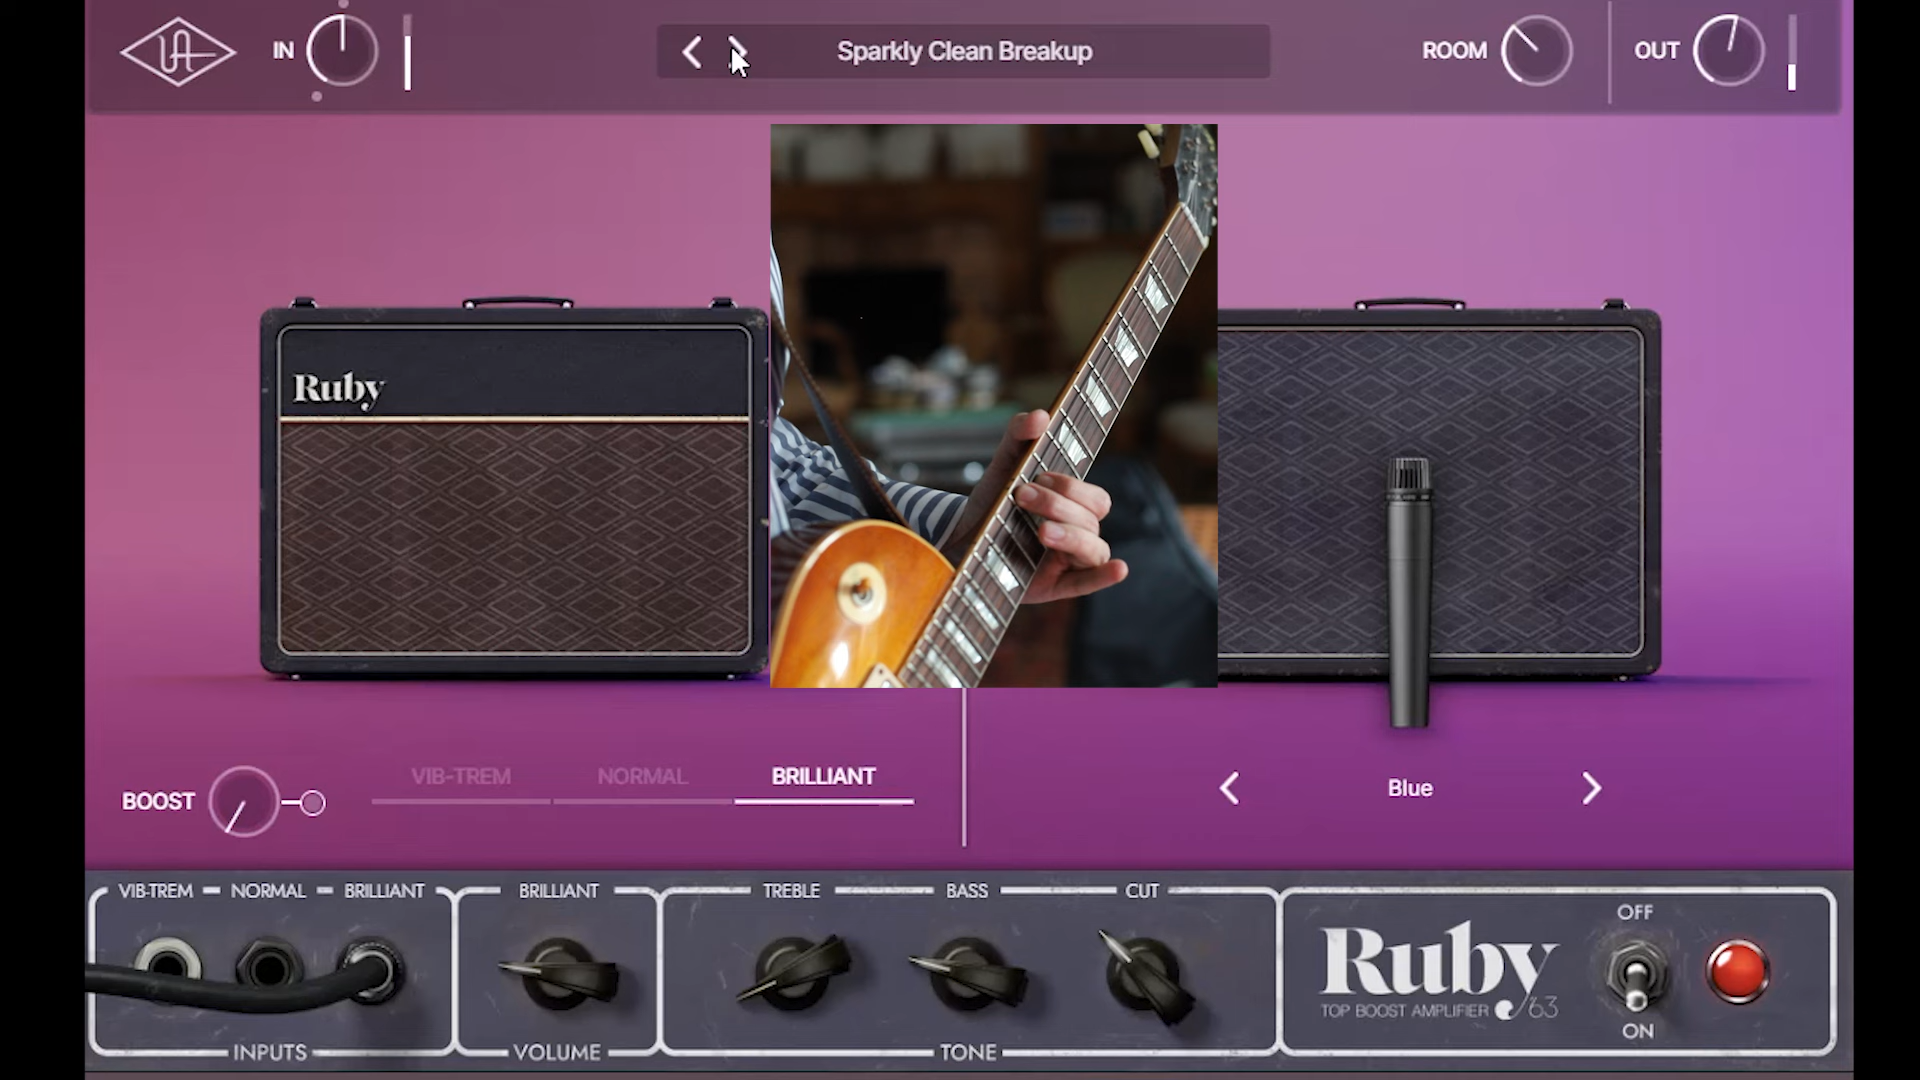 IN
Sparkly Clean Breakup
ROOM
OUT
Ruby
BOOST
VIB-TREM
NORMAL
BRILLIANT
Blue
VIB-TREM
NORMAL
BRILLIANT
INPUTS
BRILLIANT
VOLUME
TREBLE
BASS
CUT
TONE
Ruby
TOP BOOST AMPLIFIER '63
OFF
ON